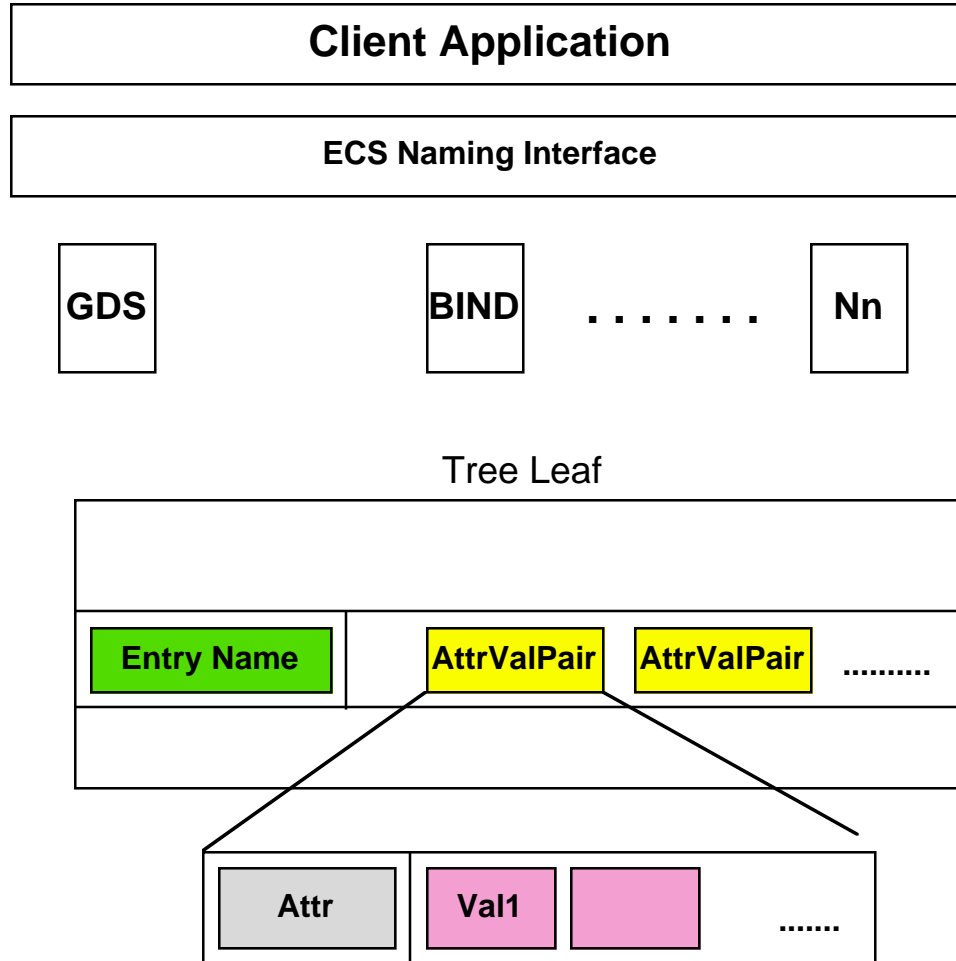 Client Application
ECS Naming Interface
GDS BIND ....... Nn
Tree Leaf
Entry Name AttrValPair AttrValPair ..........
Attr Val1 .......